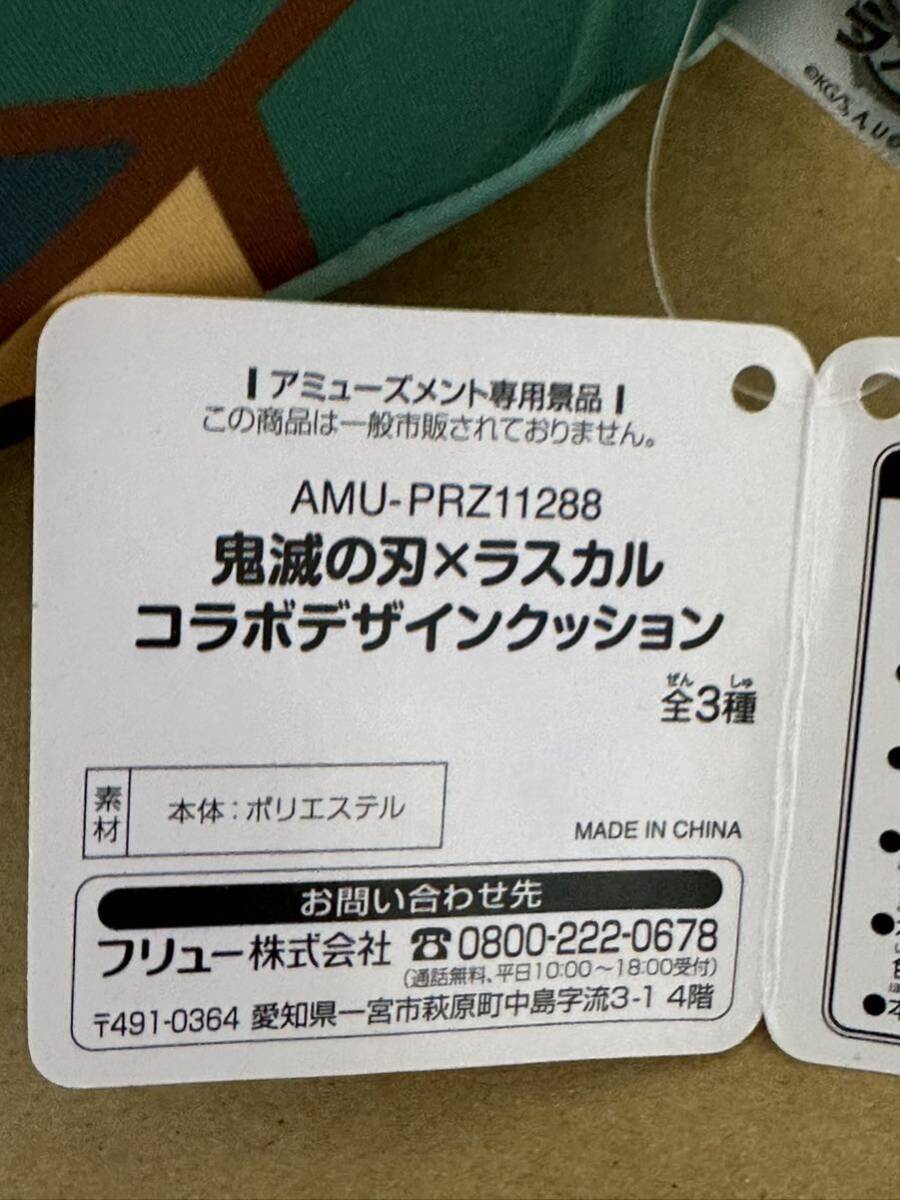 アミューズメント専用景品
この商品は一般市販されておりません。
AMU-PRZ11288
鬼滅の刃×ラスカル
コラボデザインクッション
ぜん しゅ
全3種
素材
本体:ポリエステル
MADE IN CHINA
お問い合わせ先
フリュー株式会社 ☎0800-222-0678
(通話無料、平日10:00～18:00受付)
〒491-0364 愛知県一宮市萩原町中島字流3-1 4階